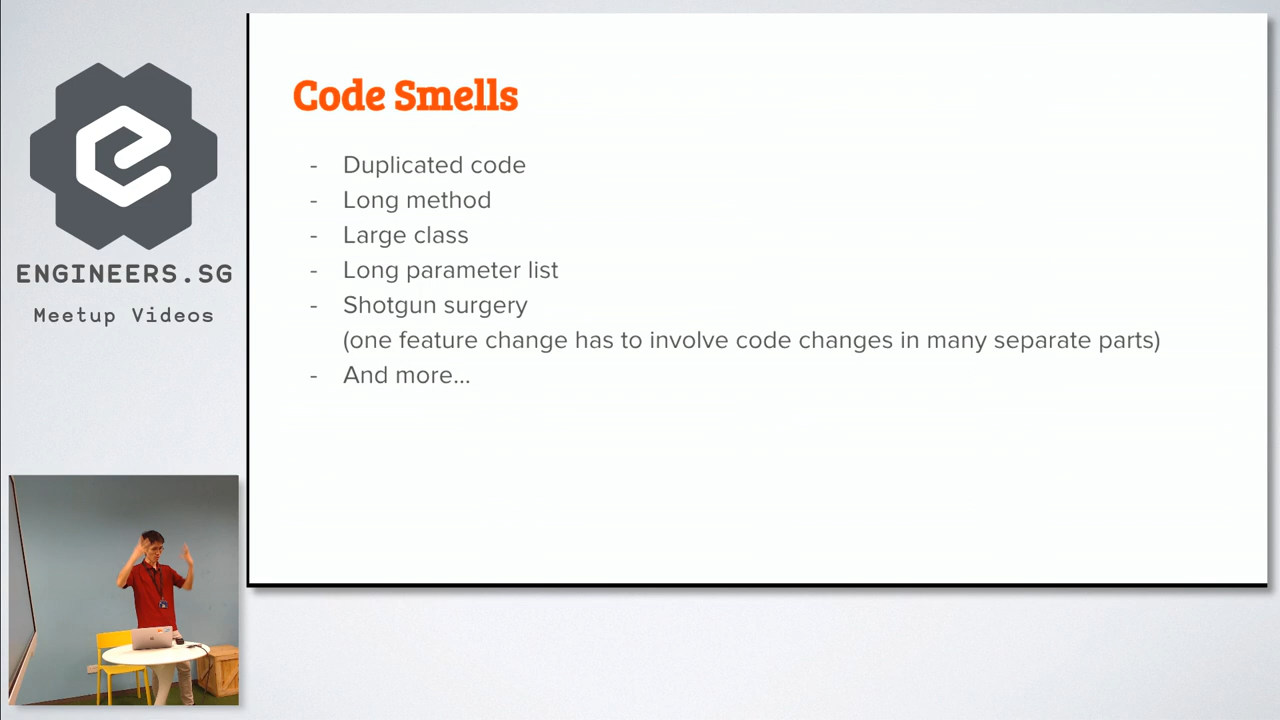 ENGINEERS.SG
Meetup Videos
Code Smells
- Duplicated code
- Long method
- Large class
- Long parameter list
- Shotgun surgery
(one feature change has to involve code changes in many separate parts)
- And more...